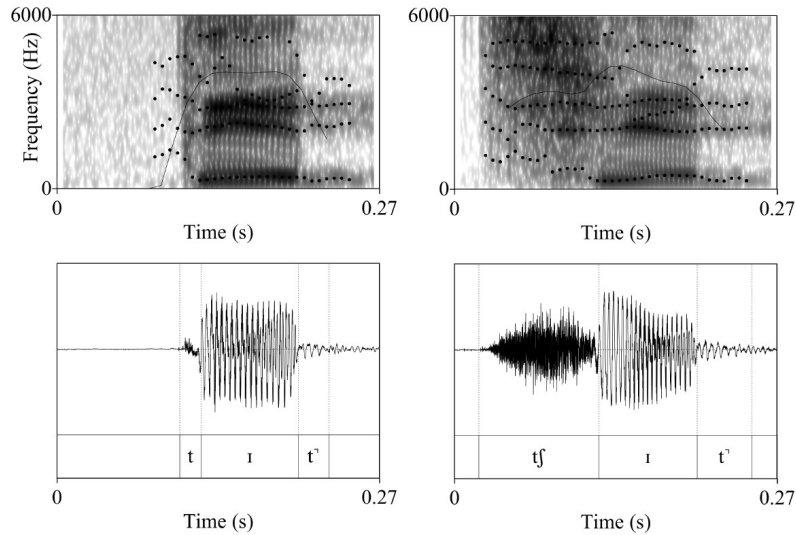 6000
Frequency (Hz)
0
0
0.27
Time (s)
6000
0
0
0.27
Time (s)
t
ɪ
t̚
0
0.27
Time (s)
tʃ
ɪ
t̚
0
0.27
Time (s)